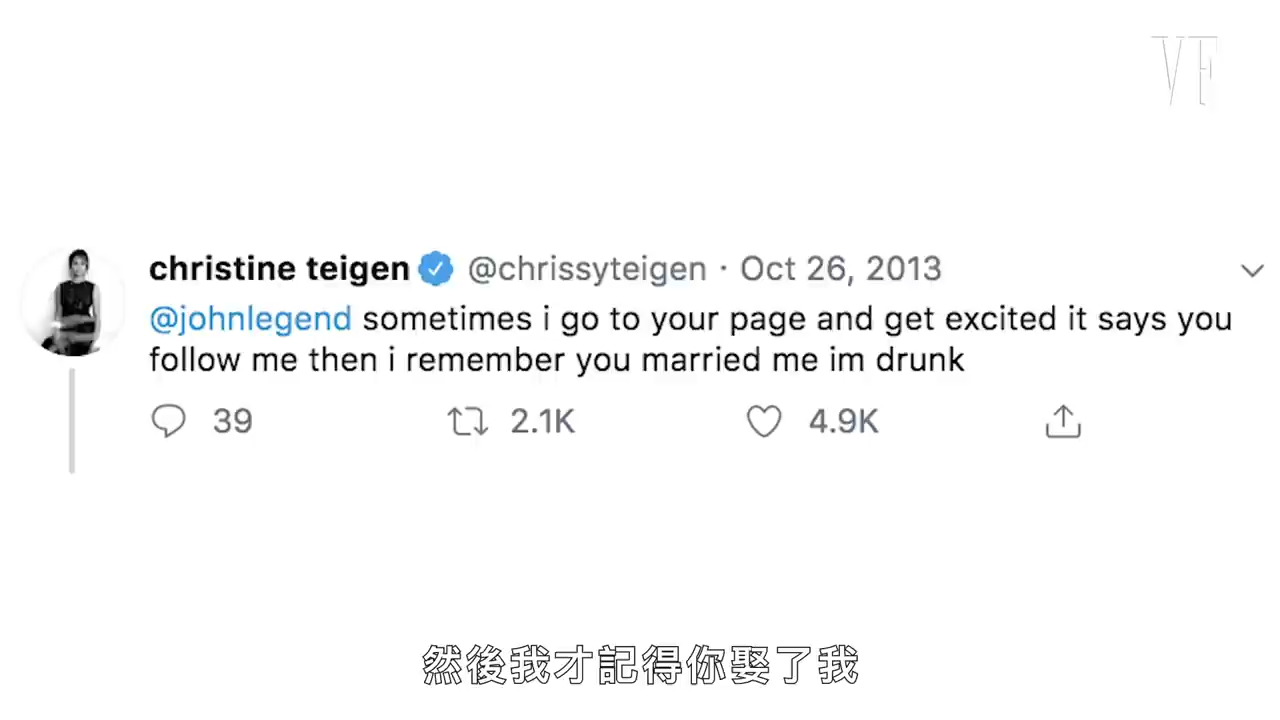 VF
christine teigen @chrissyteigen · Oct 26, 2013
@johnlegend sometimes i go to your page and get excited it says you
follow me then i remember you married me im drunk
39 2.1K 4.9K
然後我才記得你娶了我